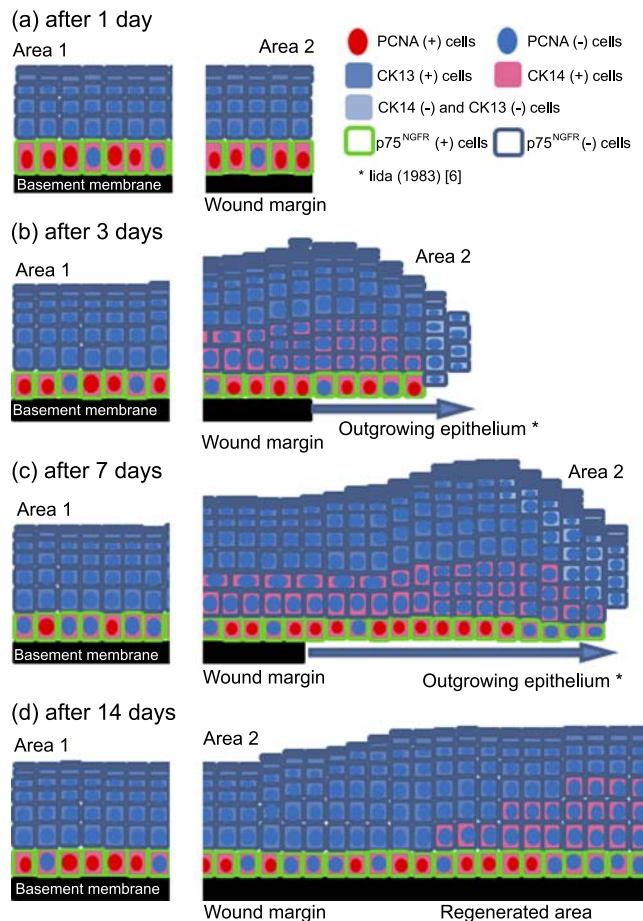 (a) after 1 day
Area 1
Area 2
Basement membrane
Wound margin
PCNA (+) cells
PCNA (-) cells
CK13 (+) cells
CK14 (+) cells
CK14 (-) and CK13 (-) cells
p75NGFR (+) cells
p75NGFR (-) cells
* Iida (1983) [6]
(b) after 3 days
Area 1
Area 2
Basement membrane
Wound margin
Outgrowing epithelium *
(c) after 7 days
Area 1
Area 2
Basement membrane
Wound margin
Outgrowing epithelium *
(d) after 14 days
Area 1
Area 2
Basement membrane
Wound margin
Regenerated area